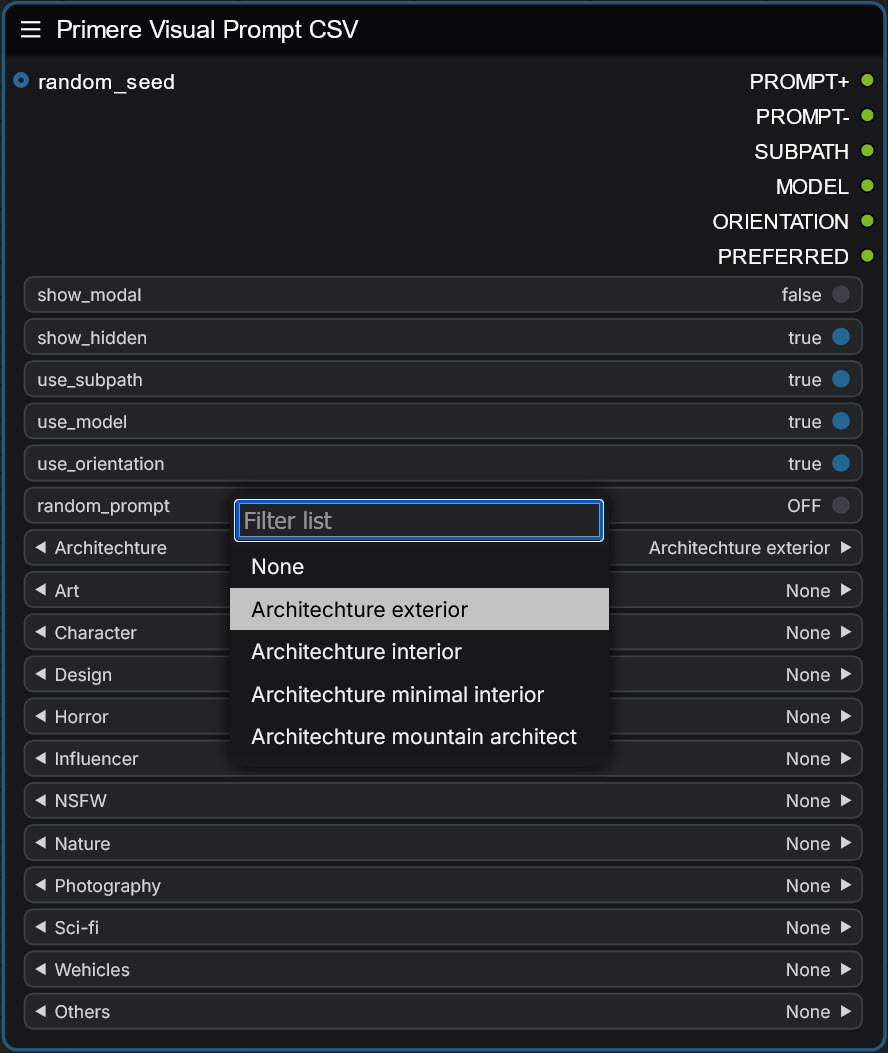 Primere Visual Prompt CSV
random_seed
PROMPT+
PROMPT-
SUBPATH
MODEL
ORIENTATION
PREFERRED
show_modal false
show_hidden true
use_subpath true
use_model true
use_orientation true
random_prompt OFF
Filter list
None
Architechture exterior
Architechture interior
Architechture minimal interior
Architechture mountain architect
Architechture Architechture exterior
Art None
Character None
Design None
Horror None
Influencer None
NSFW None
Nature None
Photography None
Sci-fi None
Wehicles None
Others None